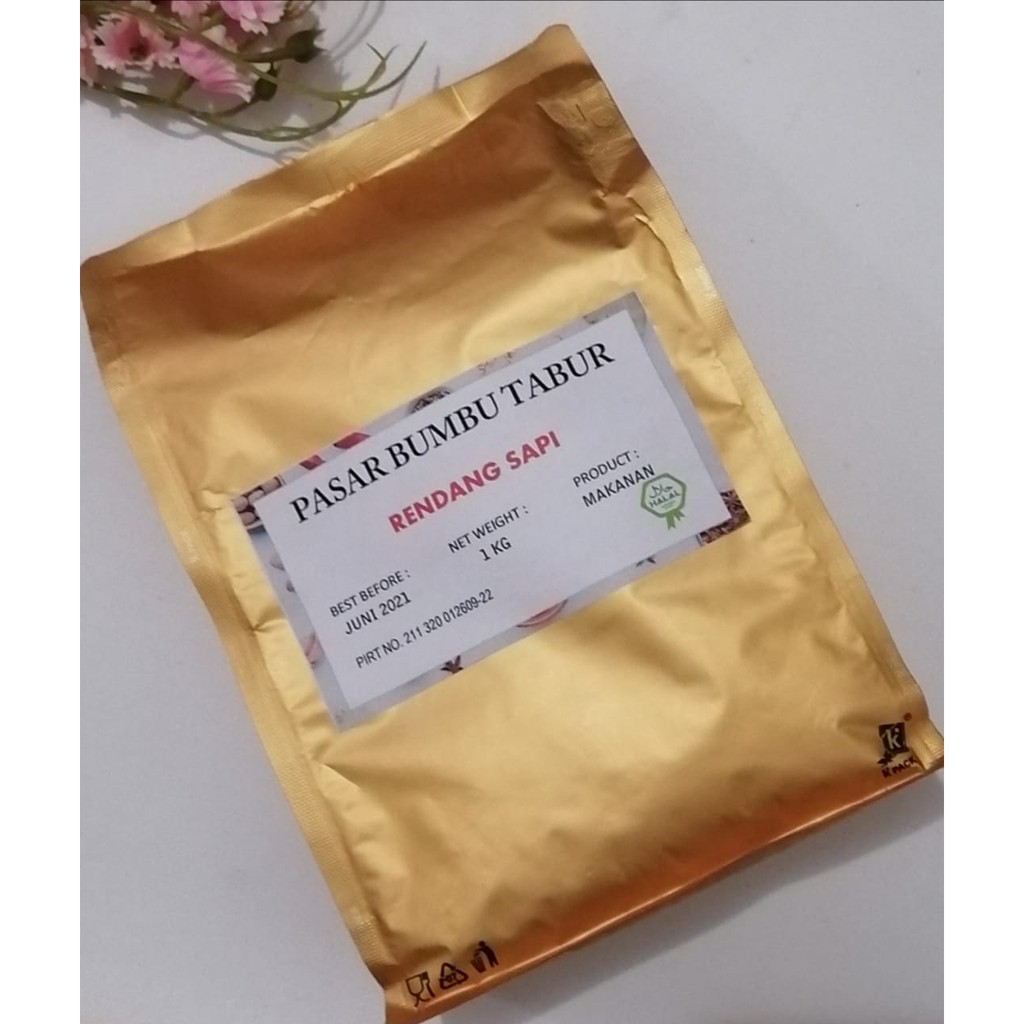 PASAR BUMBU TABUR
RENDANG SAPI
BEST BEFORE :
JUNI 2021
NET WEIGHT :
1 KG
PRODUCT :
MAKANAN
HALAL
PIRT NO. 211 320 012609-22
k
®
K PACK